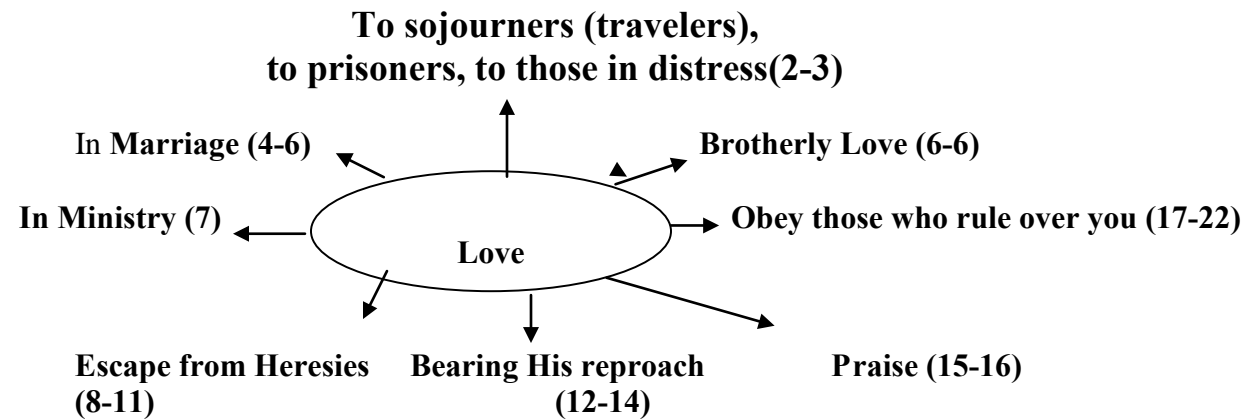 To sojourners (travelers),
to prisoners, to those in distress(2-3)
In Marriage (4-6)
Brotherly Love (6-6)
In Ministry (7)
Obey those who rule over you (17-22)
Love
Escape from Heresies
(8-11)
Bearing His reproach
(12-14)
Praise (15-16)